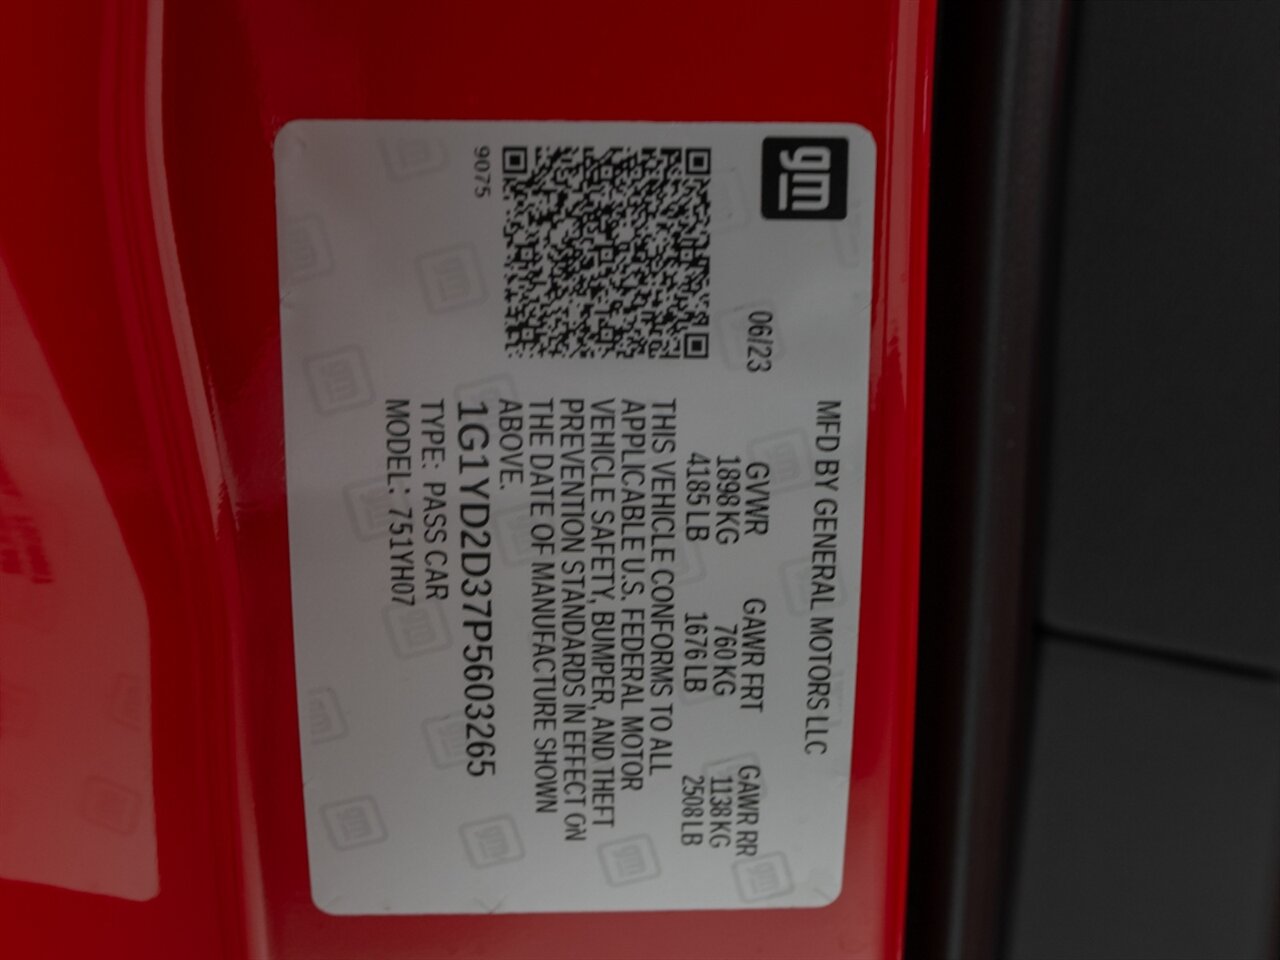 gm
MFD BY GENERAL MOTORS LLC
06/23
GVWR GAWR FRT GAWR RR
1898 KG 760 KG 1138 KG
4185 LB 1676 LB 2508 LB
THIS VEHICLE CONFORMS TO ALL
APPLICABLE U.S. FEDERAL MOTOR
VEHICLE SAFETY, BUMPER, AND THEFT
PREVENTION STANDARDS IN EFFECT ON
THE DATE OF MANUFACTURE SHOWN
ABOVE.
9075
1G1YD2D37P5603265
TYPE: PASS CAR
MODEL: 751YH07